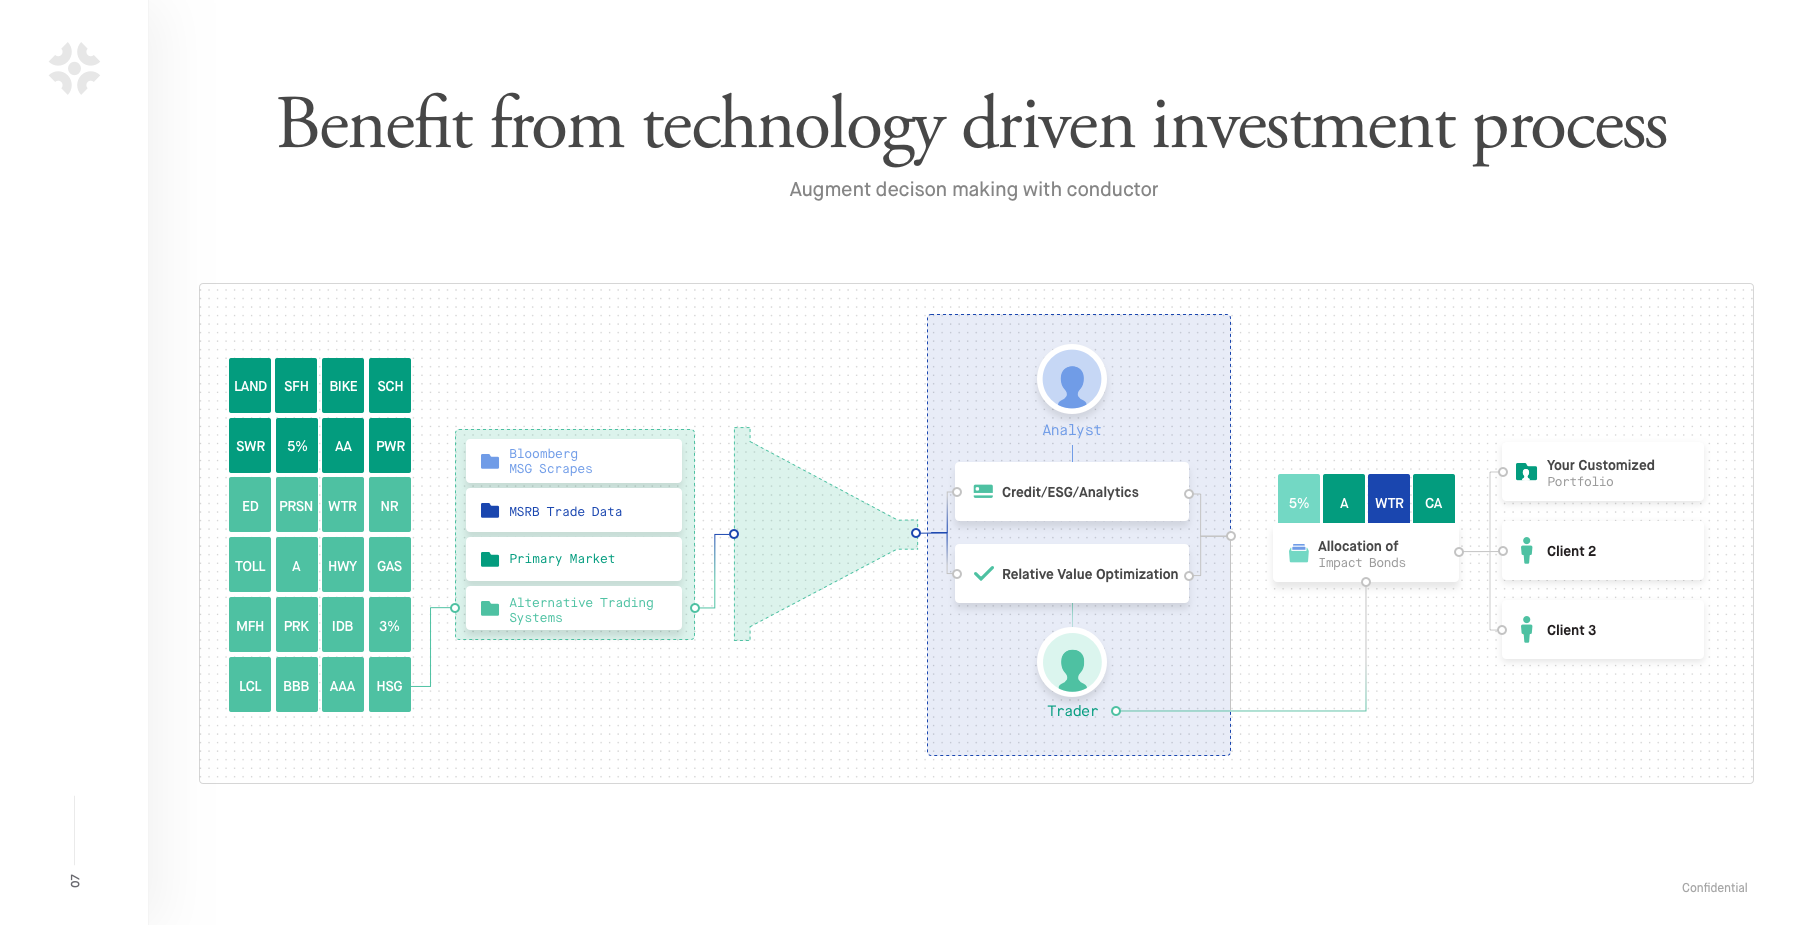 Benefit from technology driven investment process
Augment decison making with conductor
LAND SFH BIKE SCH
SWR 5% AA PWR
ED PRSN WTR NR
TOLL A HWY GAS
MFH PRK IDB 3%
LCL BBB AAA HSG
Bloomberg
MSG Scrapes
MSRB Trade Data
Primary Market
Alternative Trading
Systems
Analyst
Credit/ESG/Analytics
Relative Value Optimization
Trader
5% A WTR CA
Allocation of
Impact Bonds
Your Customized
Portfolio
Client 2
Client 3
07
Confidential